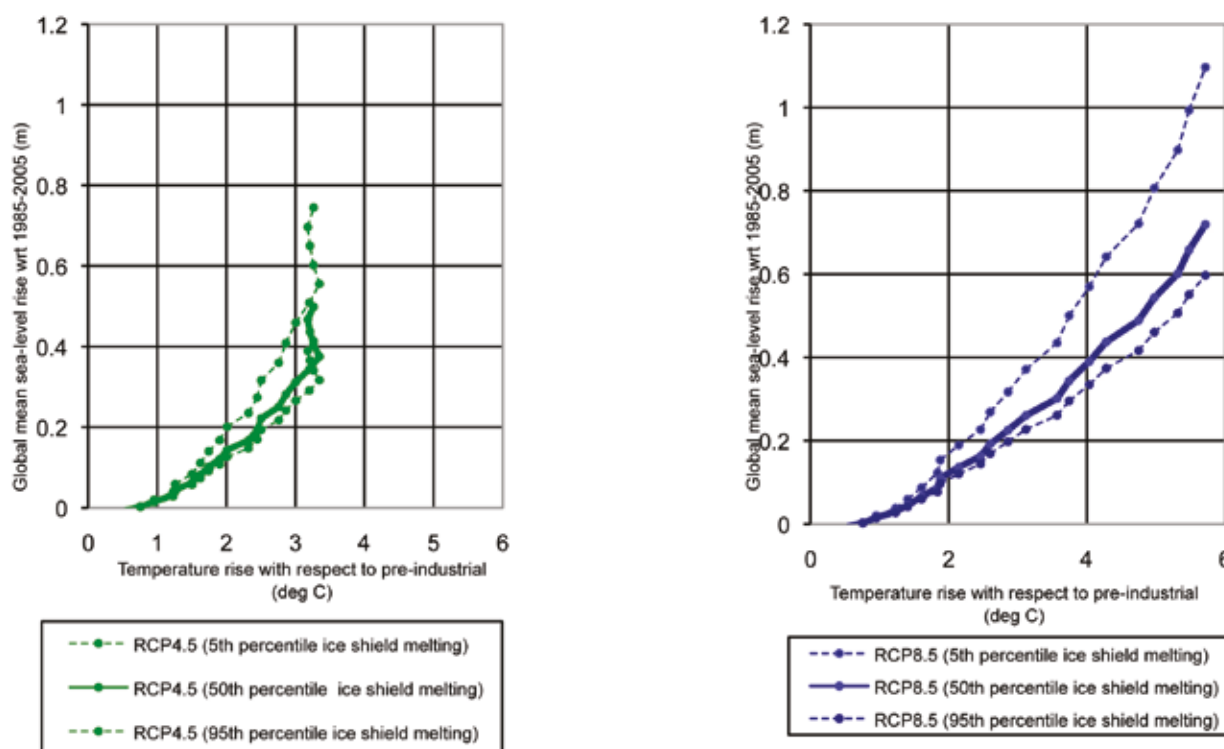 1.2
1
0.8
0.6
0.4
0.2
0
Global mean sea-level rise wrt 1985-2005 (m)
0 1 2 3 4 5 6
Temperature rise with respect to pre-industrial
(deg C)
RCP4.5 (5th percentile ice shield melting)
RCP4.5 (50th percentile ice shield melting)
RCP4.5 (95th percentile ice shield melting)
1.2
1
0.8
0.6
0.4
0.2
0
Global mean sea-level rise wrt 1985-2005 (m)
0 2 4 6
Temperature rise with respect to pre-industrial
(deg C)
RCP8.5 (5th percentile ice shield melting)
RCP8.5 (50th percentile ice shield melting)
RCP8.5 (95th percentile ice shield melting)